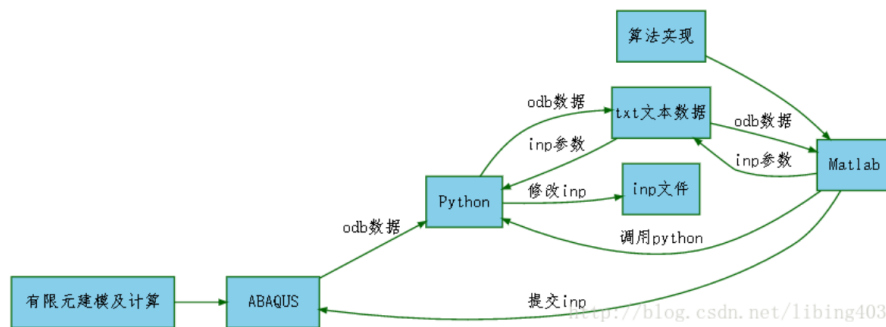 算法实现
odb数据
txt文本数据
odb数据
inp参数
inp参数
Matlab
Python
修改inp
inp文件
odb数据
调用python
有限元建模及计算
ABAQUS
提交inp
http://blog.csdn.net/libing403